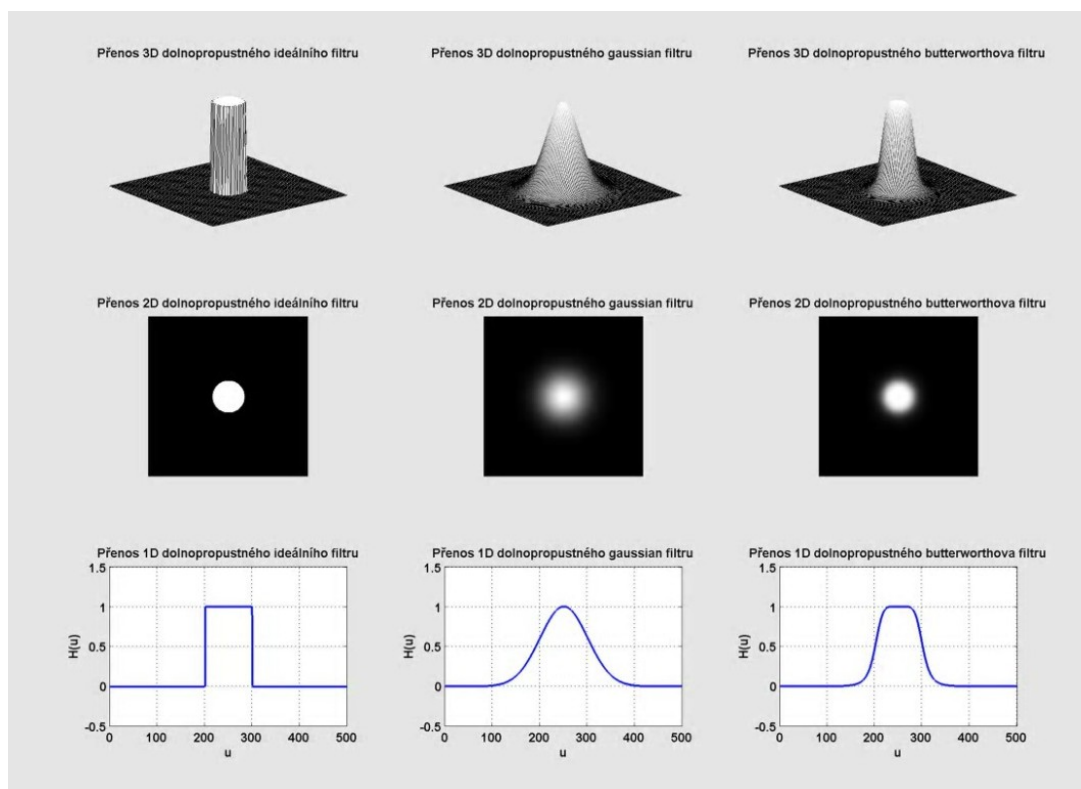 Přenos 3D dolnopropustného ideálního filtru
Přenos 3D dolnopropustného gaussian filtru
Přenos 3D dolnopropustného butterworthova filtru
Přenos 2D dolnopropustného ideálního filtru
Přenos 2D dolnopropustného gaussian filtru
Přenos 2D dolnopropustného butterworthova filtru
Přenos 1D dolnopropustného ideálního filtru
1.5
1
0.5
0
-0.5
H(u)
0 100 200 300 400 500
u
Přenos 1D dolnopropustného gaussian filtru
1.5
1
0.5
0
-0.5
H(u)
0 100 200 300 400 500
u
Přenos 1D dolnopropustného butterworthova filtru
1.5
1
0.5
0
-0.5
H(u)
0 100 200 300 400 500
u